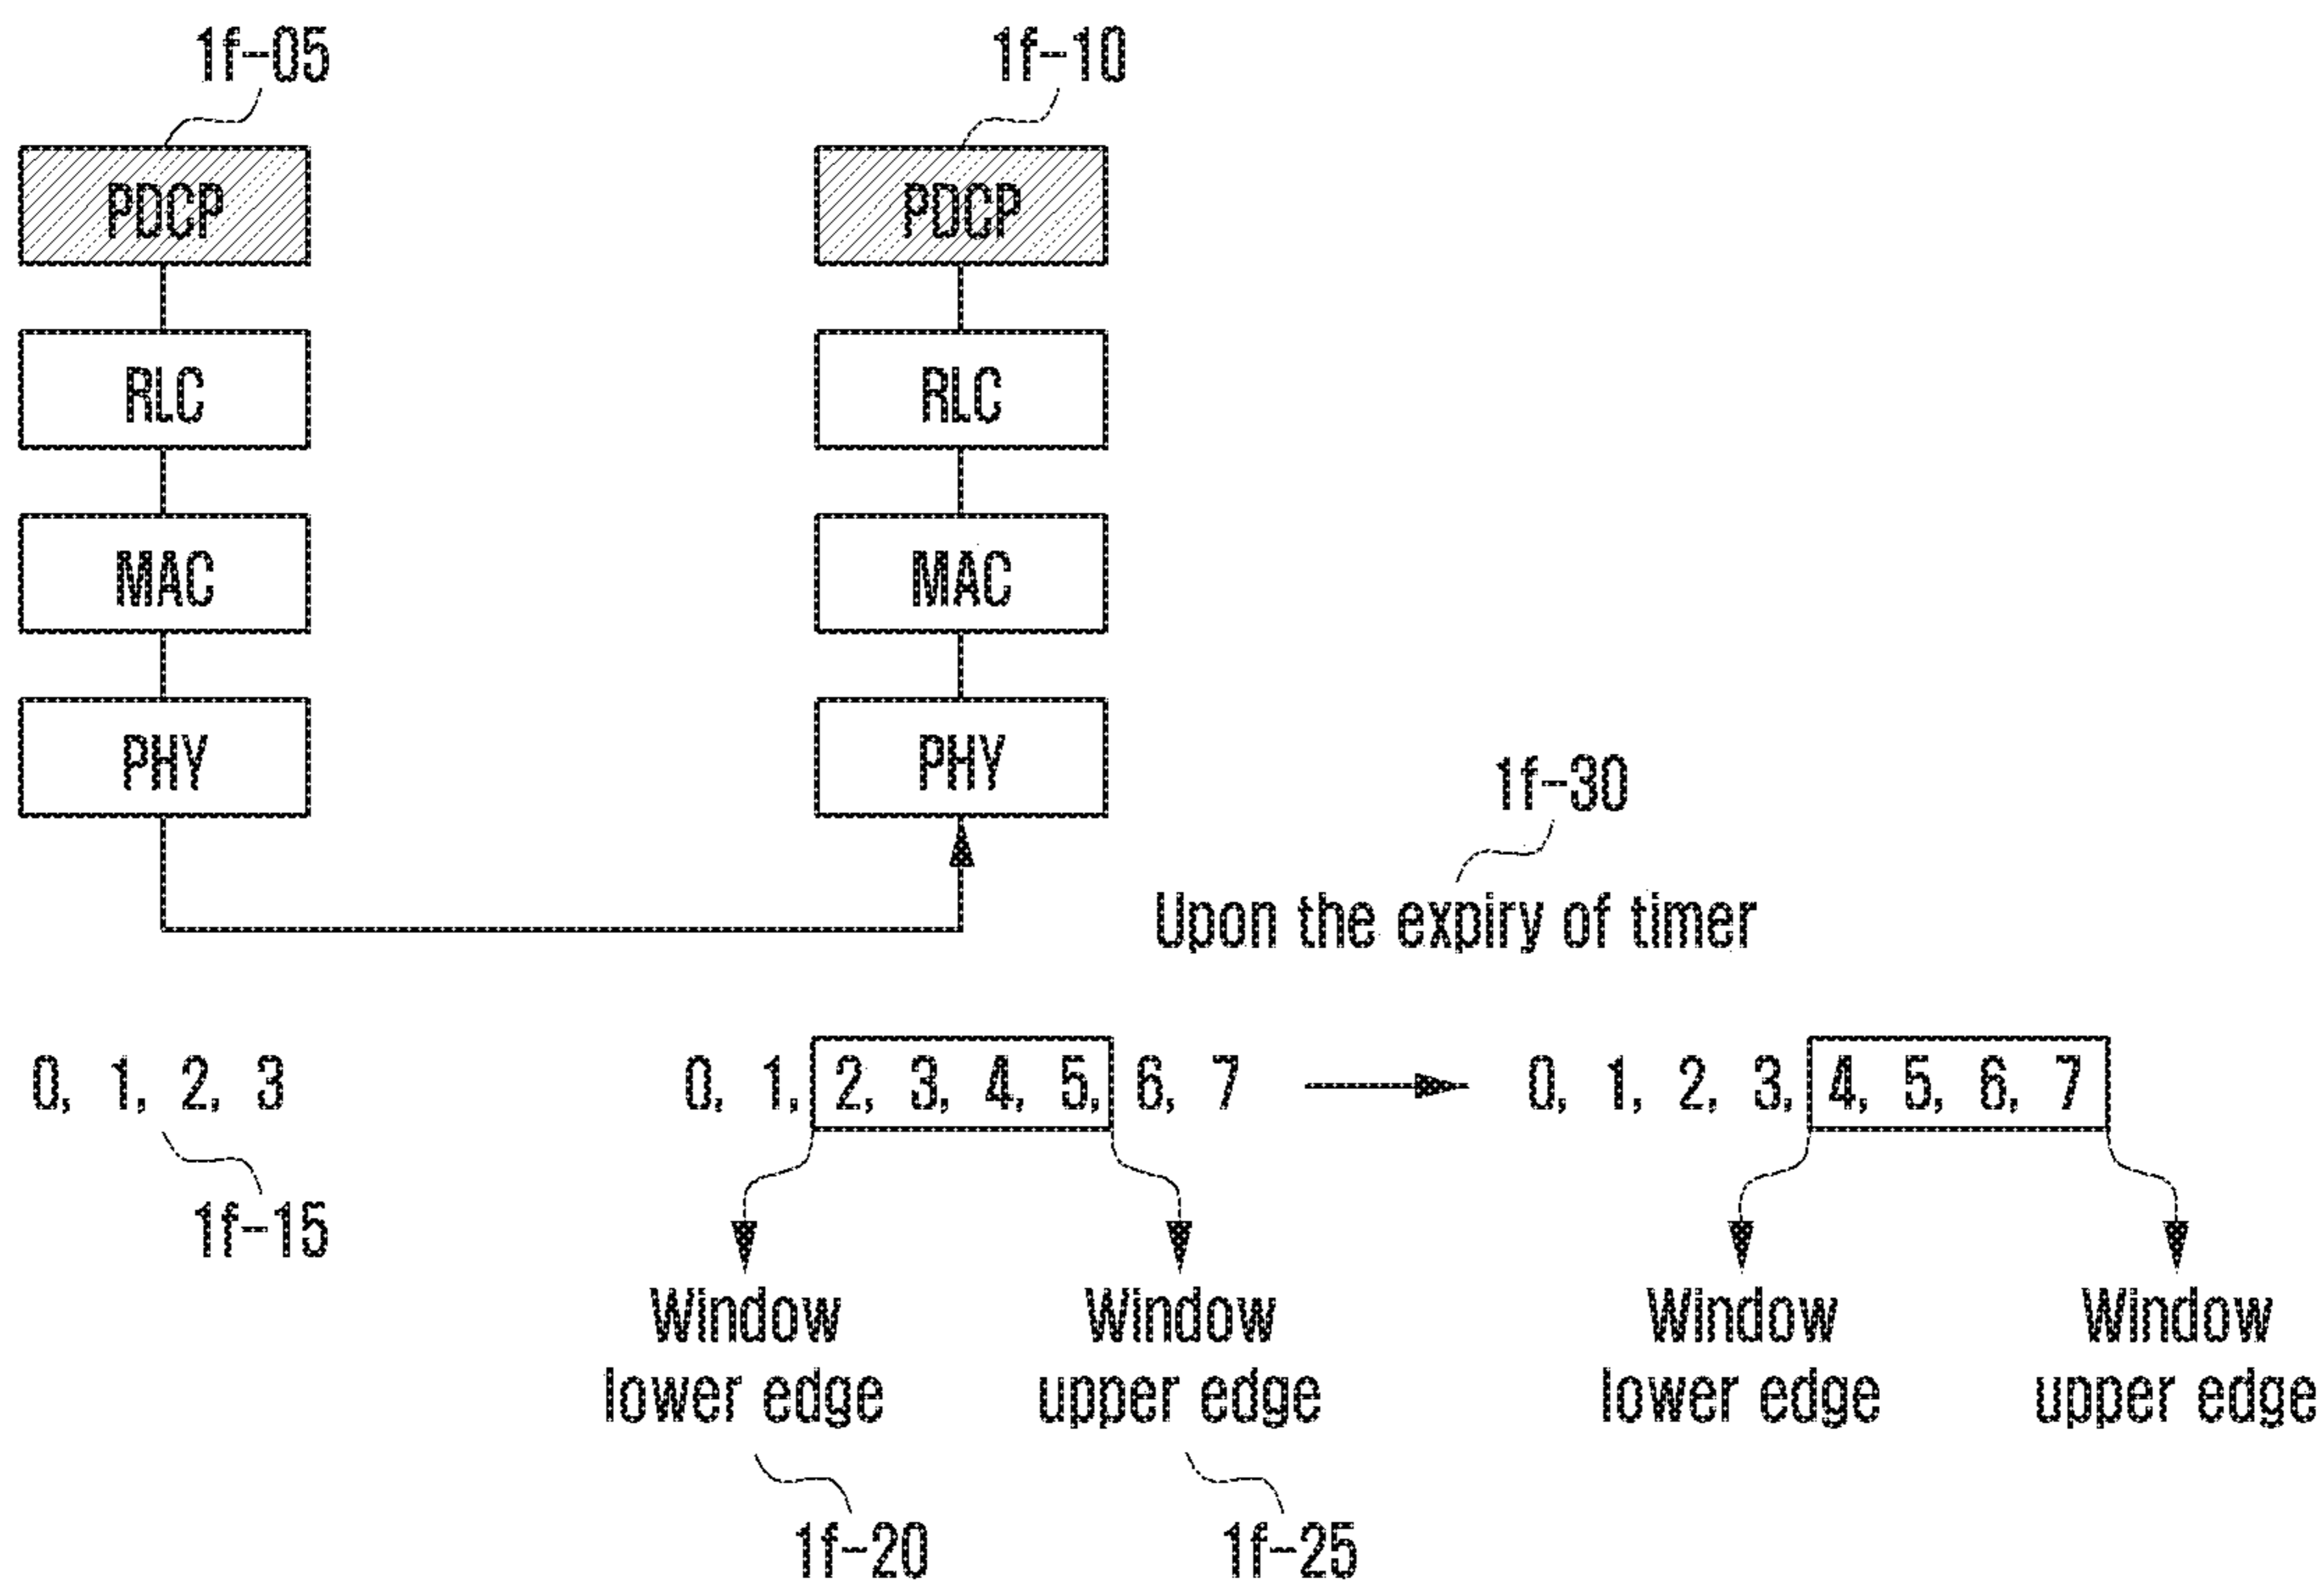 1f-05
1f-10
PDCP
PDCP
RLC
RLC
MAC
MAC
PHY
PHY
1f-30
Upon the expiry of timer
0, 1, 2, 3
0, 1, 2, 3, 4, 5, 6, 7
0, 1, 2, 3, 4, 5, 6, 7
1f-15
Window
lower edge
Window
upper edge
Window
lower edge
Window
upper edge
1f-20
1f-25